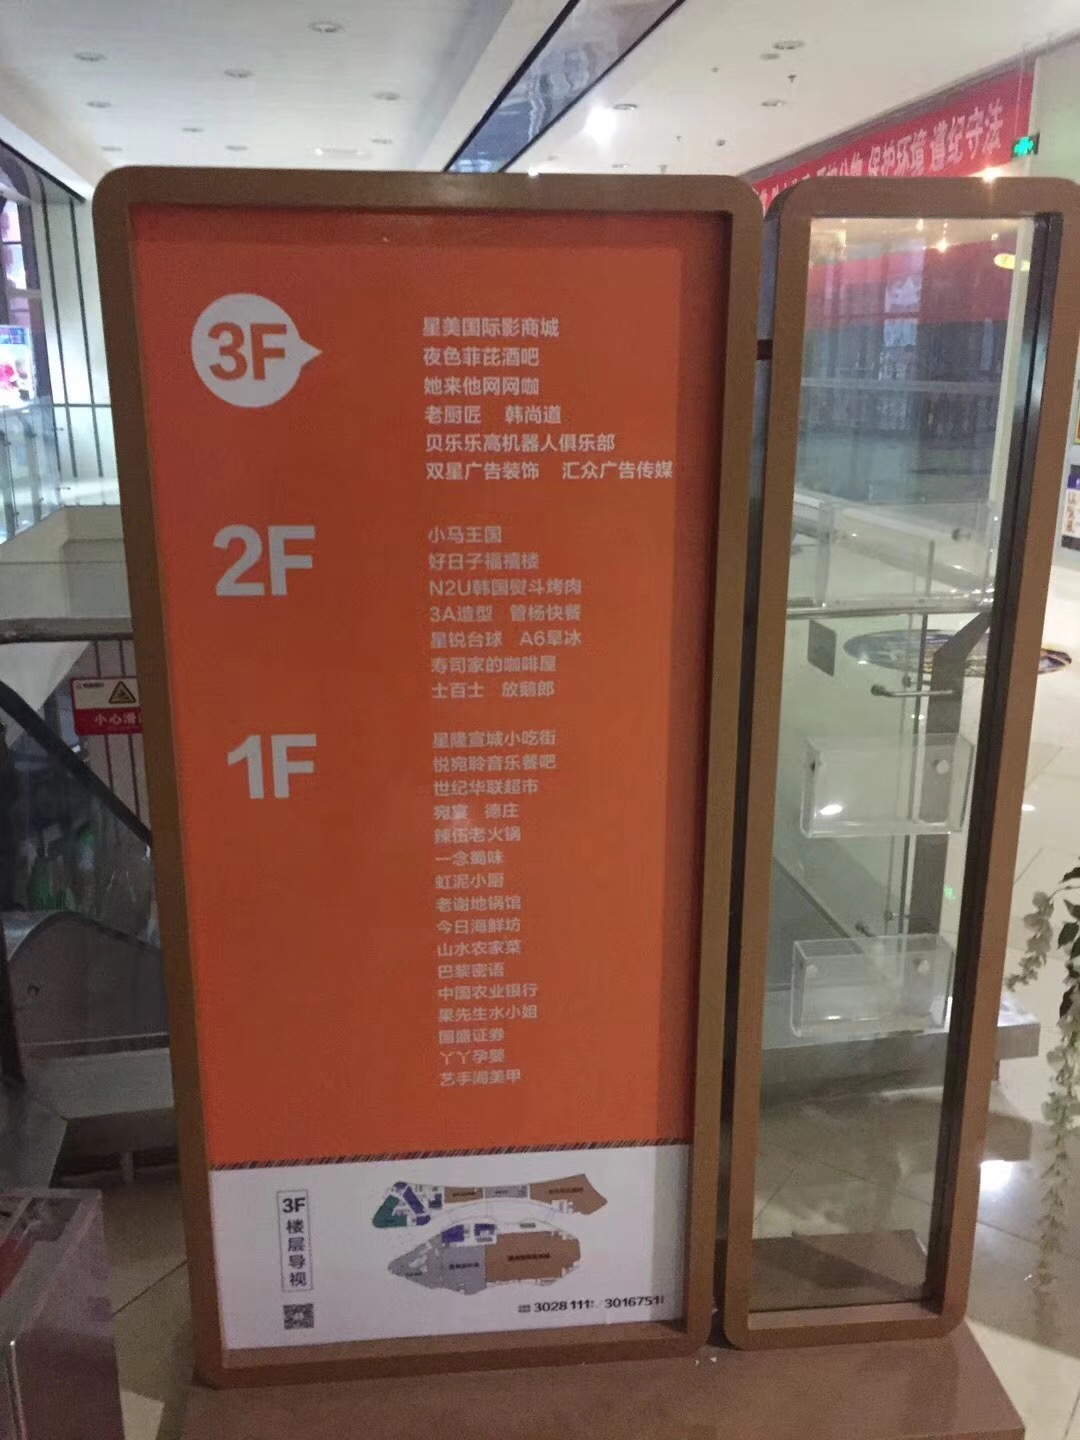 保护环境 遵纪守法
3F
星美国际影商城
夜色菲芘酒吧
她来他网网咖
老厨匠 韩尚道
贝乐乐高机器人俱乐部
双星广告装饰 汇众广告传媒
2F
小马王国
好日子福禧楼
N2U韩国熨斗烤肉
3A造型 管杨快餐
星锐台球 A6旱冰
寿司家的咖啡屋
士百士 放鹅郎
1F
星隆宣城小吃街
悦宛聆音乐餐吧
世纪华联超市
宛宴 德庄
辣伍老火锅
一念蜀味
虹泥小厨
老谢地锅馆
今日海鲜坊
山水农家菜
巴黎密语
中国农业银行
果先生水小姐
国盛证券
丫丫孕婴
艺手阁美甲
小心滑
3F楼层导视
3028 111 3016751